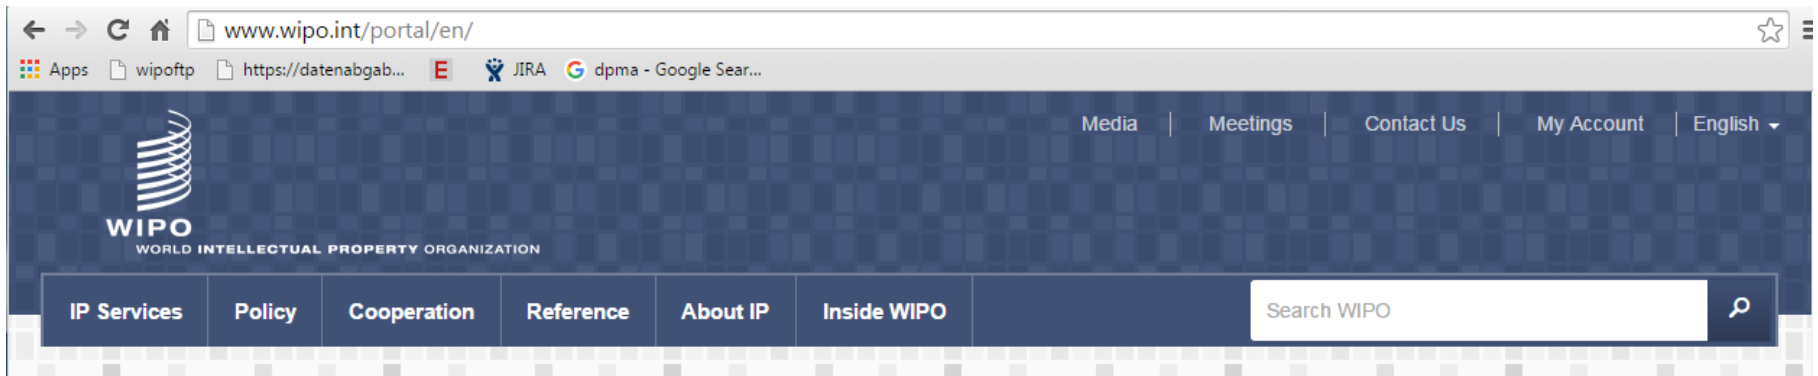 www.wipo.int/portal/en/
Apps wipoftp https://datenabgab... E JIRA G dpma - Google Sear...
Media | Meetings | Contact Us | My Account | English
WIPO
WORLD INTELLECTUAL PROPERTY ORGANIZATION
IP Services Policy Cooperation Reference About IP Inside WIPO Search WIPO